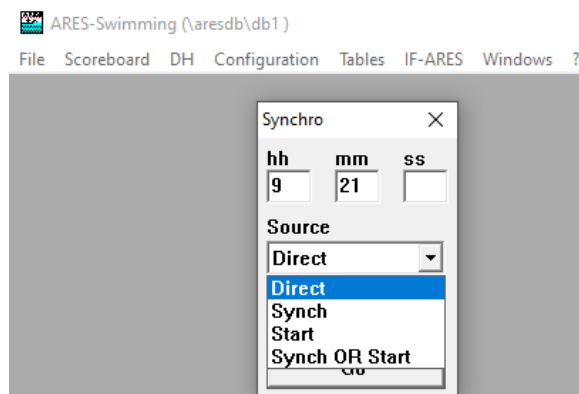 ARES-Swimming (\aresdb\db1 )
File Scoreboard DH Configuration Tables IF-ARES Windows ?
Synchro
hh mm ss
9 21
Source
Direct
Direct
Synch
Start
Synch OR Start